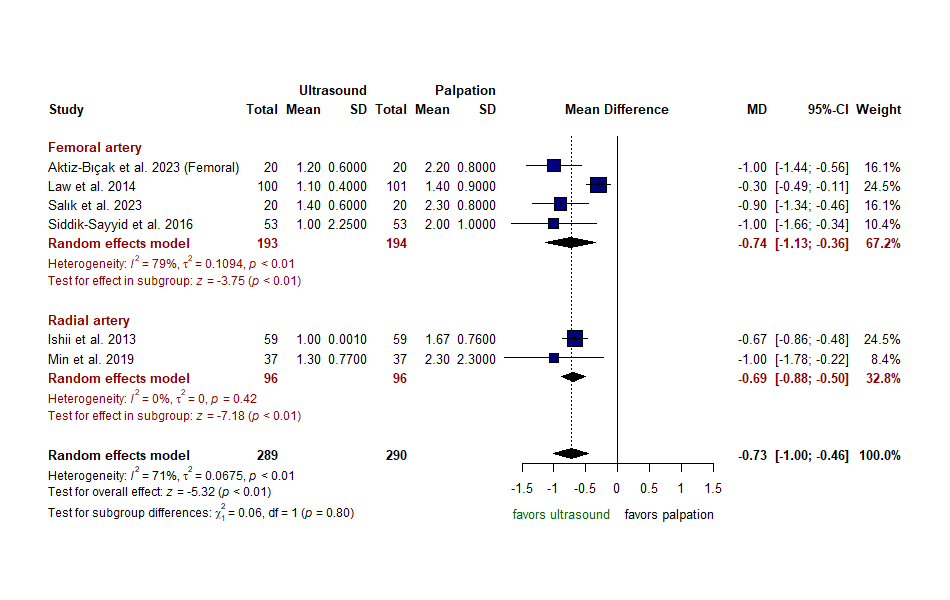 Ultrasound Palpation
Study Total Mean SD Total Mean SD Mean Difference MD 95%-CI Weight
Femoral artery
Aktiz-Bıçak et al. 2023 (Femoral) 20 1.20 0.6000 20 2.20 0.8000 -1.00 [-1.44; -0.56] 16.1%
Law et al. 2014 100 1.10 0.4000 101 1.40 0.9000 -0.30 [-0.49; -0.11] 24.5%
Salık et al. 2023 20 1.40 0.6000 20 2.30 0.8000 -0.90 [-1.34; -0.46] 16.1%
Siddik-Sayyid et al. 2016 53 1.00 2.2500 53 2.00 1.0000 -1.00 [-1.66; -0.34] 10.4%
Random effects model 193 194 -0.74 [-1.13; -0.36] 67.2%
Heterogeneity: I² = 79%, τ² = 0.1094, p < 0.01
Test for effect in subgroup: z = -3.75 (p < 0.01)
Radial artery
Ishii et al. 2013 59 1.00 0.0010 59 1.67 0.7600 -0.67 [-0.86; -0.48] 24.5%
Min et al. 2019 37 1.30 0.7700 37 2.30 2.3000 -1.00 [-1.78; -0.22] 8.4%
Random effects model 96 96 -0.69 [-0.88; -0.50] 32.8%
Heterogeneity: I² = 0%, τ² = 0, p = 0.42
Test for effect in subgroup: z = -7.18 (p < 0.01)
Random effects model 289 290 -0.73 [-1.00; -0.46] 100.0%
Heterogeneity: I² = 71%, τ² = 0.0675, p < 0.01
Test for overall effect: z = -5.32 (p < 0.01)
-1.5 -1 -0.5 0 0.5 1 1.5
Test for subgroup differences: χ²₁ = 0.06, df = 1 (p = 0.80)
favors ultrasound favors palpation